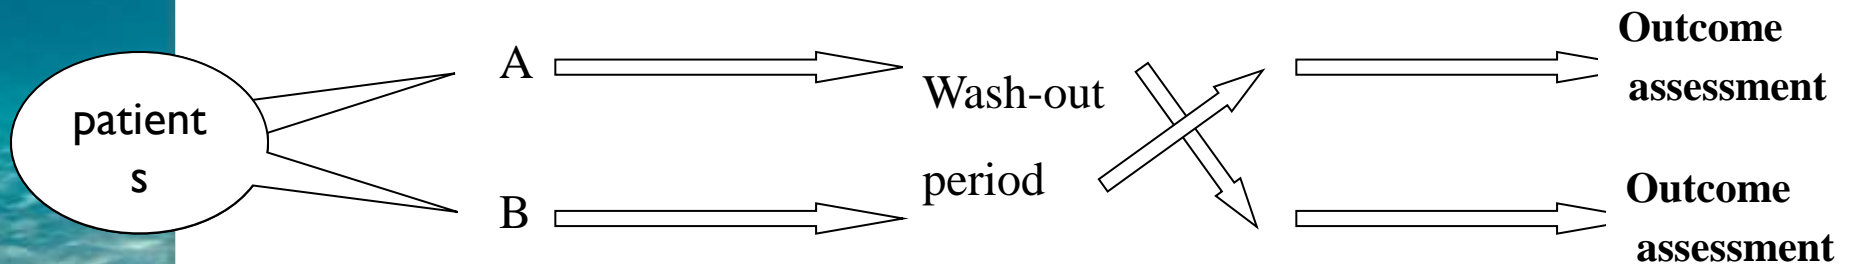 patient
s
A
B
Wash-out
period
Outcome
assessment
Outcome
assessment